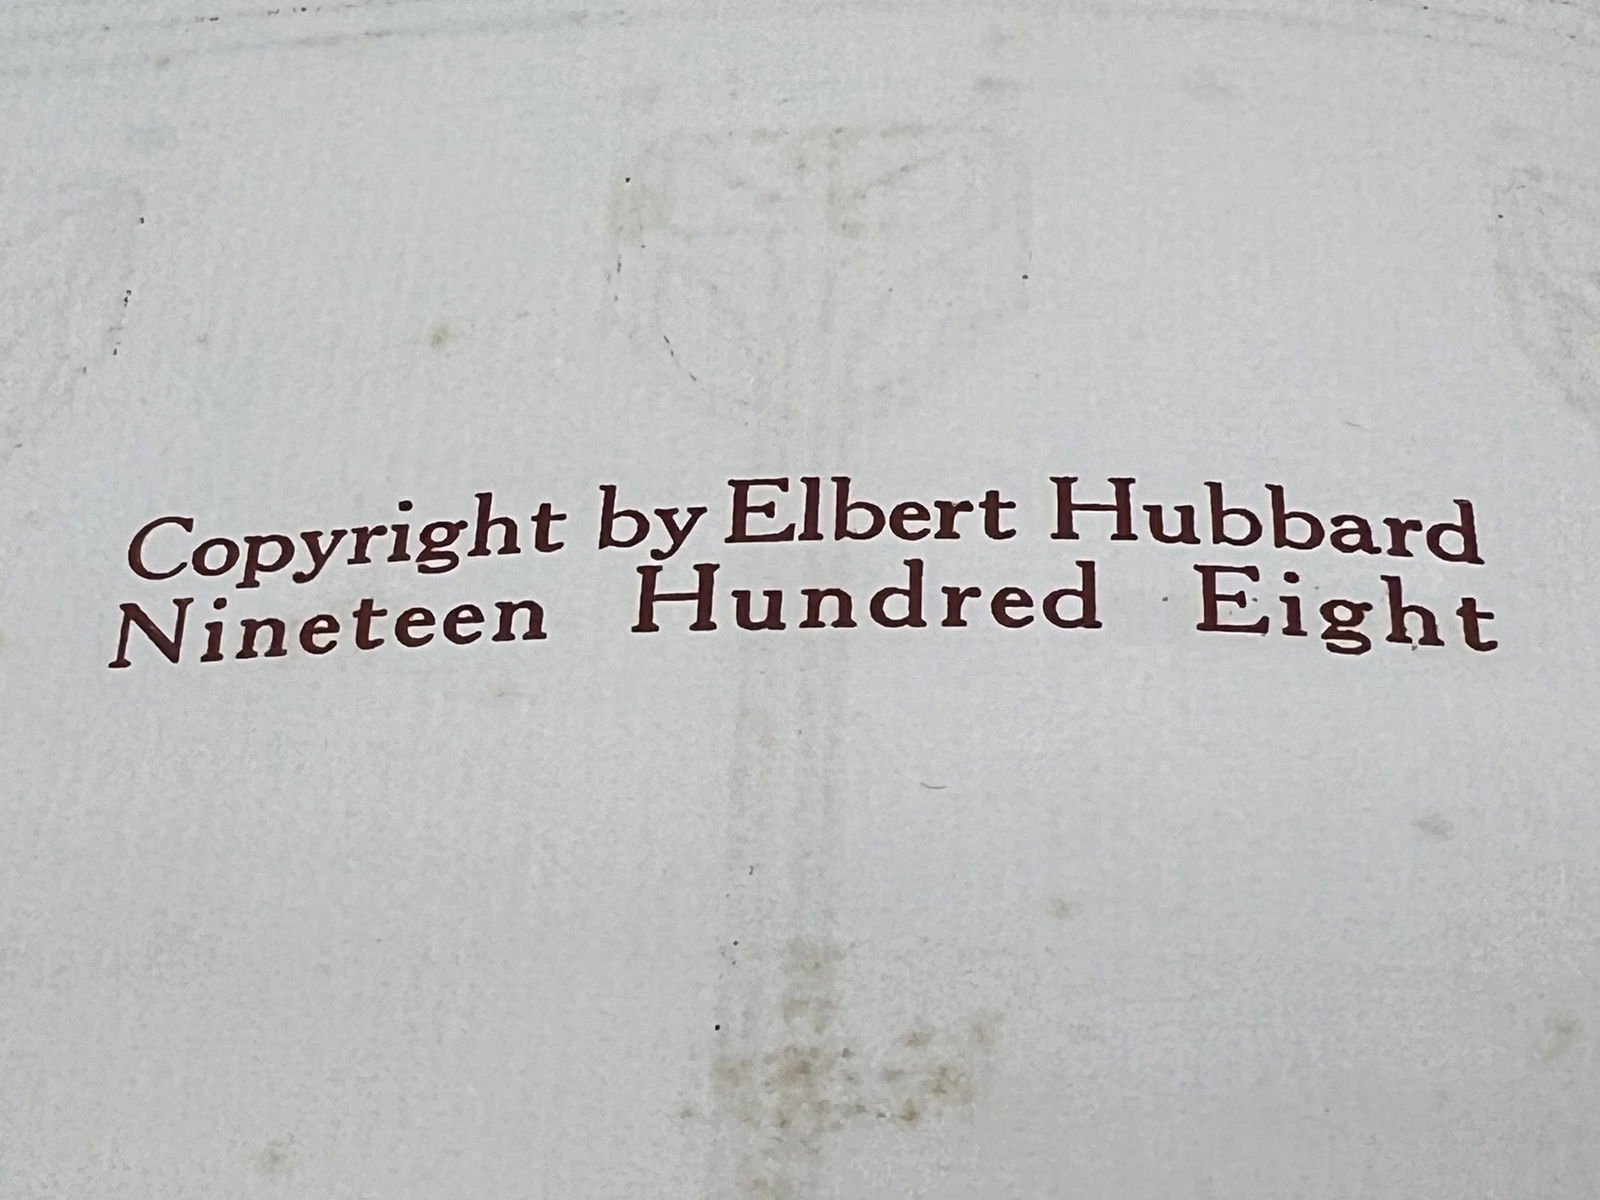 Copyright by Elbert Hubbard
Nineteen Hundred Eight